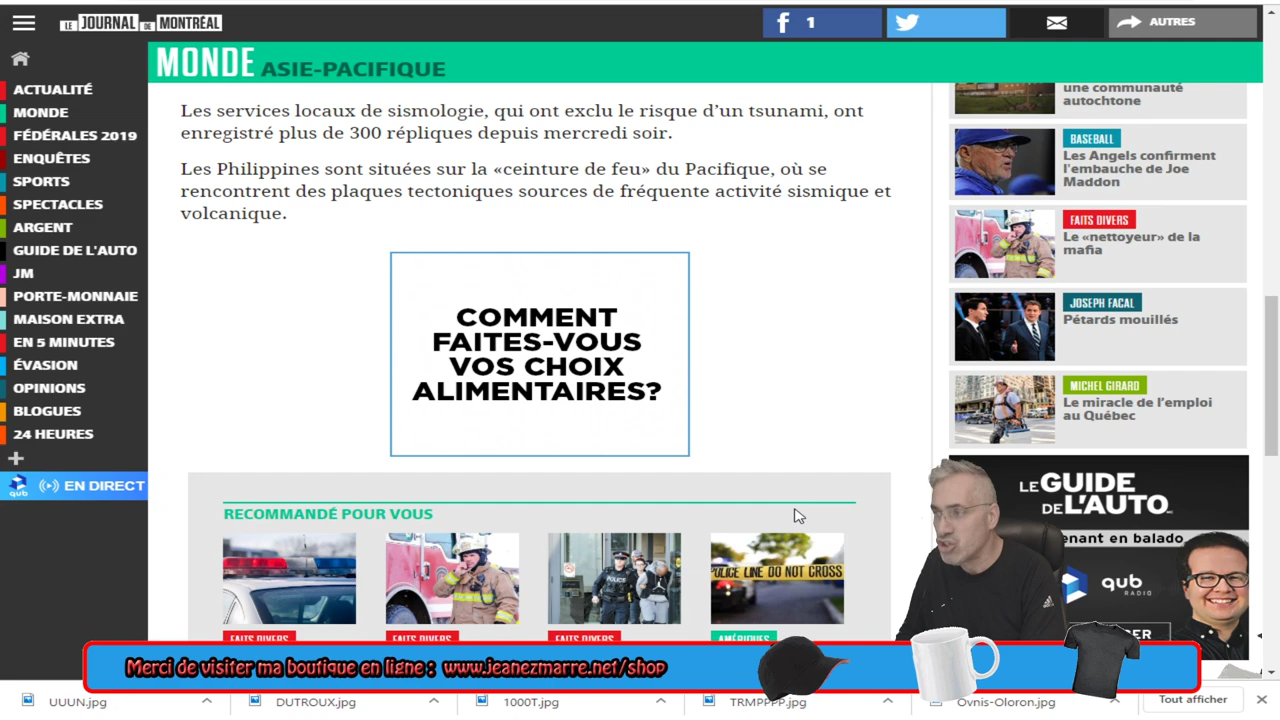 LE JOURNAL DE MONTRÉAL
f 1
AUTRES
MONDE ASIE-PACIFIQUE
ACTUALITÉ
MONDE
FÉDÉRALES 2019
ENQUÊTES
SPORTS
SPECTACLES
ARGENT
GUIDE DE L'AUTO
JM
PORTE-MONNAIE
MAISON EXTRA
EN 5 MINUTES
ÉVASION
OPINIONS
BLOGUES
24 HEURES
qub EN DIRECT
Les services locaux de sismologie, qui ont exclu le risque d’un tsunami, ont
enregistré plus de 300 répliques depuis mercredi soir.
Les Philippines sont situées sur la «ceinture de feu» du Pacifique, où se
rencontrent des plaques tectoniques sources de fréquente activité sismique et
volcanique.
COMMENT
FAITES-VOUS
VOS CHOIX
ALIMENTAIRES?
RECOMMANDÉ POUR VOUS
POLICE
POLICE LINE DO NOT CROSS
FAITS DIVERS
FAITS DIVERS
FAITS DIVERS
AMÉRIQUES
une communauté
autochtone
BASEBALL
Les Angels confirment
l’embauche de Joe
Maddon
FAITS DIVERS
Le «nettoyeur» de la
mafia
JOSEPH FACAL
Pétards mouillés
MICHEL GIRARD
Le miracle de l’emploi
au Québec
LE GUIDE
DE L’AUTO
enant en balado
qub
RADIO
Merci de visiter ma boutique en ligne : www.jeanezmarre.net/shop
UUUN.jpg
DUTROUX.jpg
1000T.jpg
TRMPPPP.jpg
Ovnis-Oloron.jpg
Tout afficher